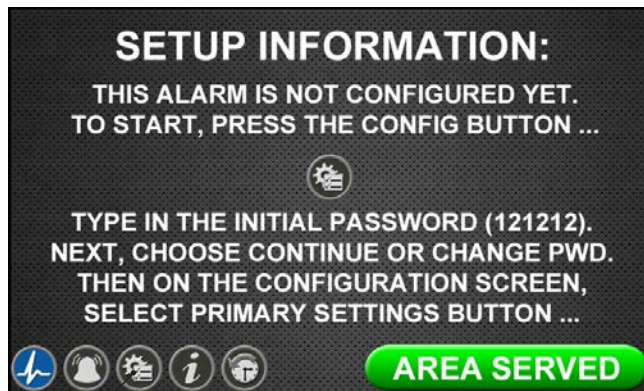 SETUP INFORMATION:
THIS ALARM IS NOT CONFIGURED YET.
TO START, PRESS THE CONFIG BUTTON ...
TYPE IN THE INITIAL PASSWORD (121212).
NEXT, CHOOSE CONTINUE OR CHANGE PWD.
THEN ON THE CONFIGURATION SCREEN,
SELECT PRIMARY SETTINGS BUTTON ...
AREA SERVED